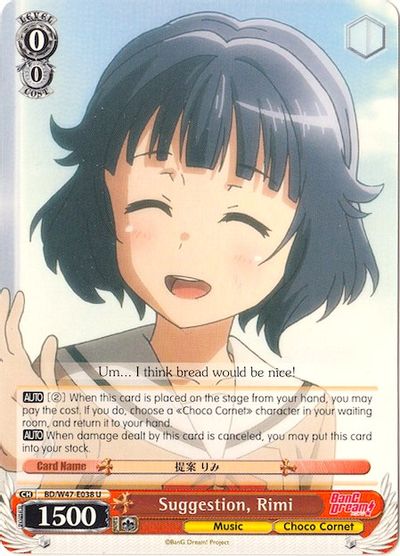 LEVEL
0
0
COST
Um… I think bread would be nice!
AUTO [②] When this card is placed on the stage from your hand, you may
pay the cost. If you do, choose a «Choco Cornet» character in your waiting
room, and return it to your hand.
AUTO When damage dealt by this card is canceled, you may put this card
into your stock.
Card Name 提案 りみ
CH BD/W47 E038 U
BanG Dream!
1500
Suggestion, Rimi
Music Choco Cornet
©BanG Dream! Project